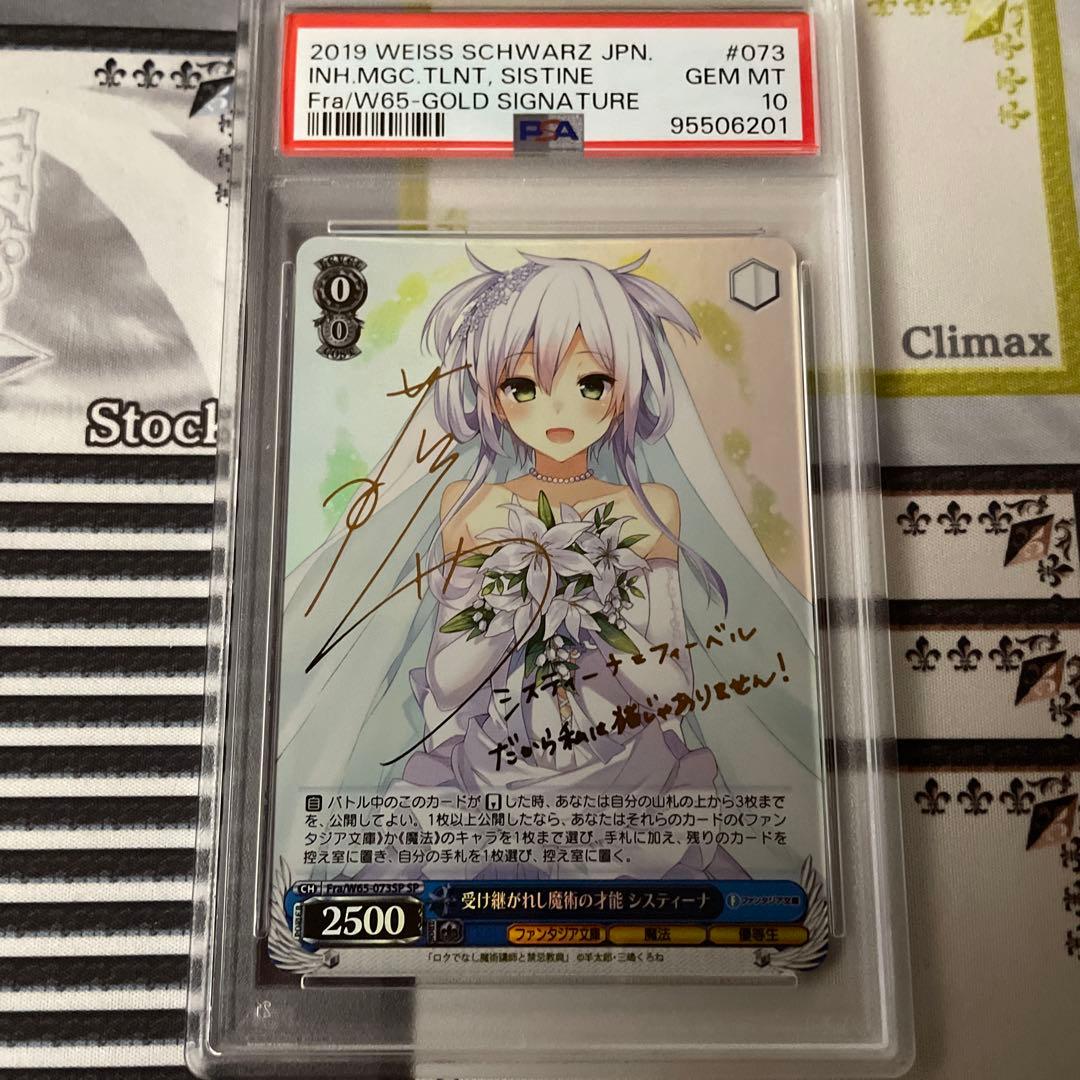 2019 WEISS SCHWARZ JPN. #073
INH.MGC.TLNT, SISTINE GEM MT
Fra/W65-GOLD SIGNATURE 10
PSA 95506201
Climax
Stock
0
0
システィーナ=フィーベル
だから私は猫じゃありません!
自 バトル中のこのカードが した時、あなたは自分の山札の上から3枚まで
を、公開してよい。1枚以上公開したなら、あなたはそれらのカードの《ファン
タジア文庫》か《魔法》のキャラを1枚まで選び、手札に加え、残りのカードを
控え室に置き、自分の手札を1枚選び、控え室に置く。
CH Fra/W65-073SP SP
受け継がれし魔術の才能 システィーナ
ファンタジア文庫
2500
ファンタジア文庫 魔法 優等生
「ロクでなし魔術講師と禁忌教典」 ©羊太郎・三嶋くろね